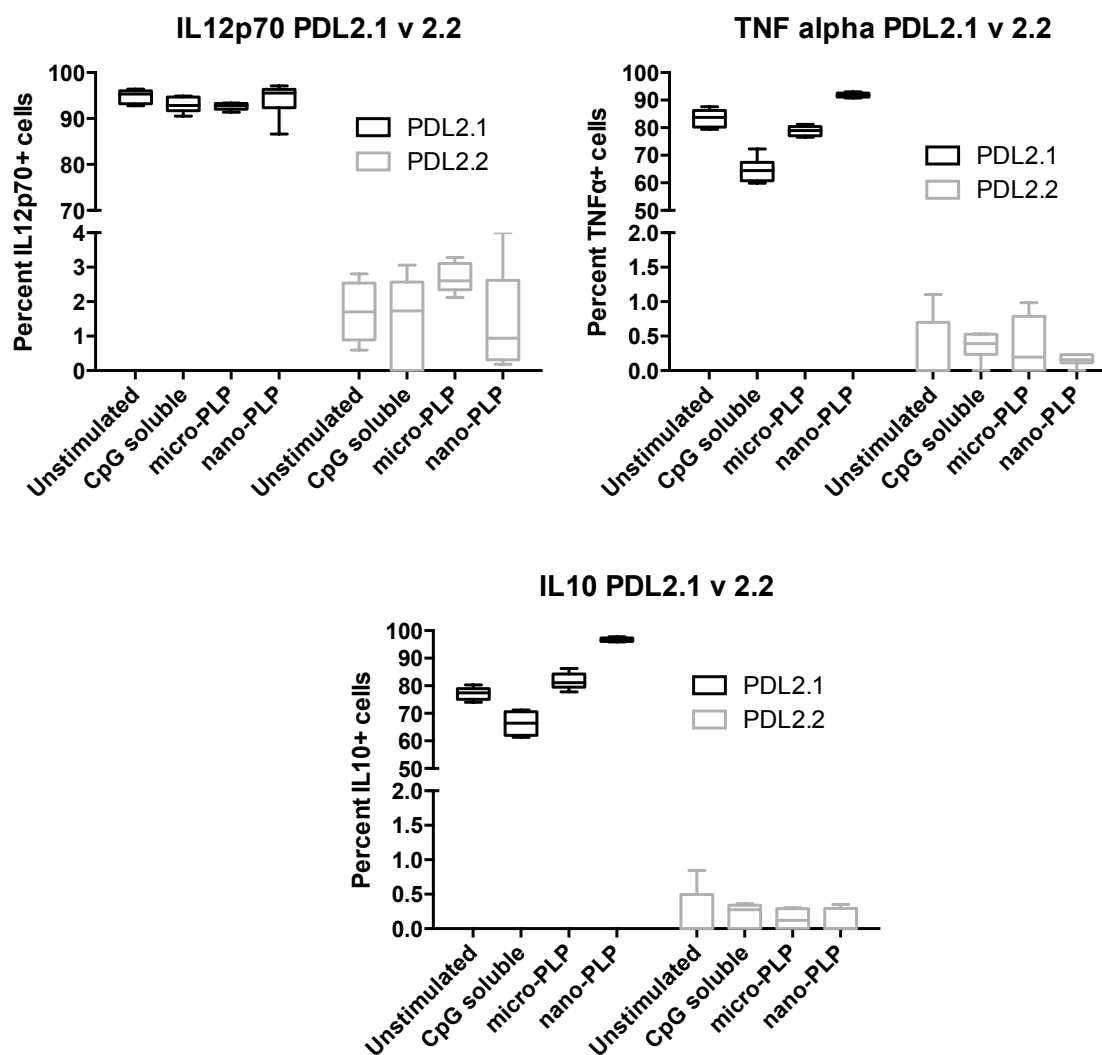 IL12p70 PDL2.1 v 2.2
Percent IL12p70+ cells
100
90
80
70
4
3
2
1
0
PDL2.1
PDL2.2
Unstimulated
CpG soluble
micro-PLP
nano-PLP
Unstimulated
CpG soluble
micro-PLP
nano-PLP
TNF alpha PDL2.1 v 2.2
Percent TNFα+ cells
100
90
80
70
60
50
2.0
1.5
1.0
0.5
0.0
PDL2.1
PDL2.2
Unstimulated
CpG soluble
micro-PLP
nano-PLP
Unstimulated
CpG soluble
micro-PLP
nano-PLP
IL10 PDL2.1 v 2.2
Percent IL10+ cells
100
90
80
70
60
50
2.0
1.5
1.0
0.5
0.0
PDL2.1
PDL2.2
Unstimulated
CpG soluble
micro-PLP
nano-PLP
Unstimulated
CpG soluble
micro-PLP
nano-PLP